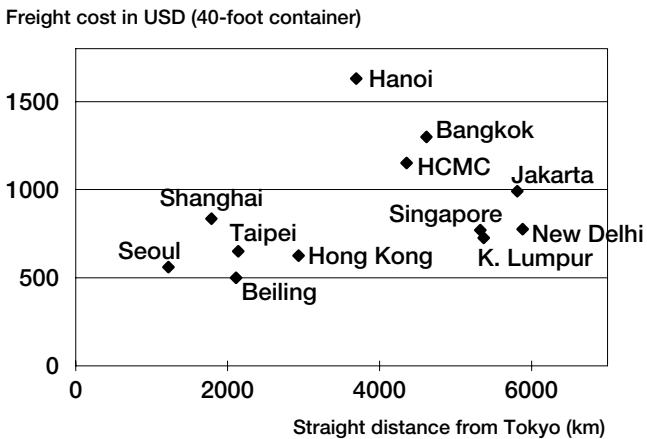 Freight cost in USD (40-foot container)
Hanoi
1500
Bangkok
HCMC
Jakarta
1000
Shanghai
Singapore
Taipei
New Delhi
Seoul
Hong Kong
K. Lumpur
500
Beiling
0
0 2000 4000 6000
Straight distance from Tokyo (km)